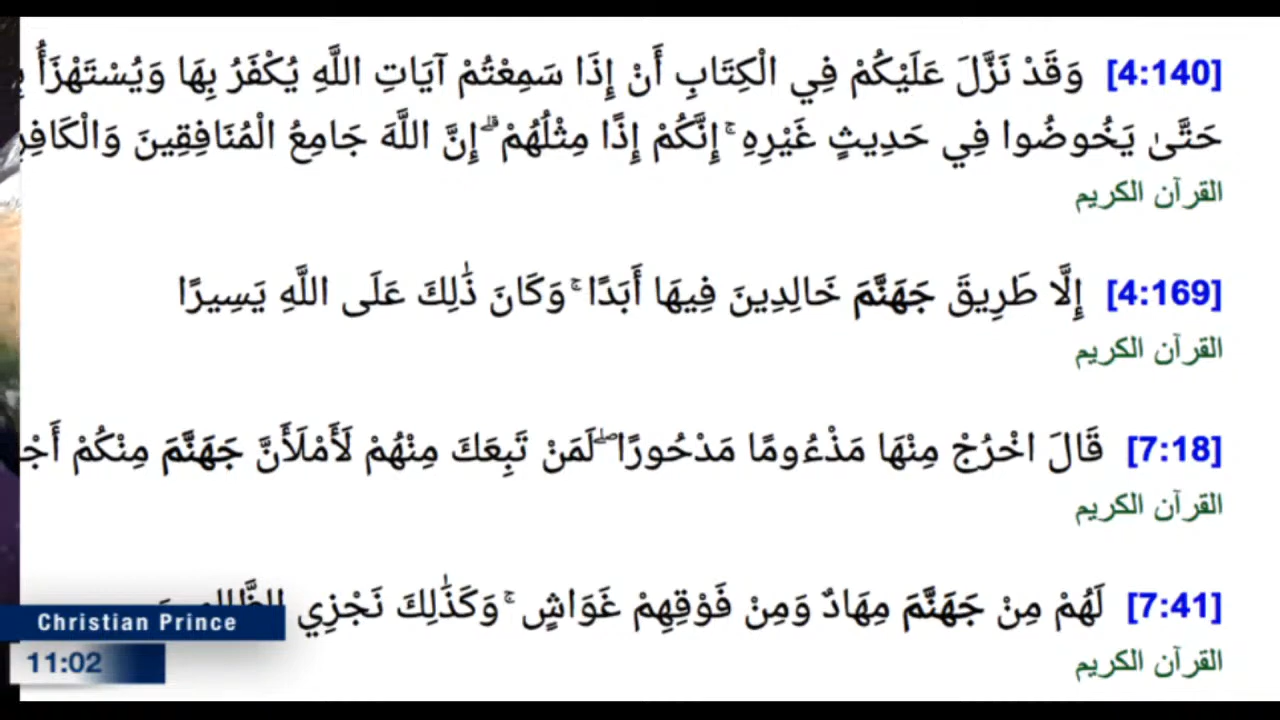 [4:140] وَقَدْ نَزَّلَ عَلَيْكُمْ فِي الْكِتَابِ أَنْ إِذَا سَمِعْتُمْ آيَاتِ اللَّهِ يُكْفَرُ بِهَا وَيُسْتَهْزَأُ
حَتَّىٰ يَخُوضُوا فِي حَدِيثٍ غَيْرِهِ ۚ إِنَّكُمْ إِذًا مِثْلُهُمْ ۗ إِنَّ اللَّهَ جَامِعُ الْمُنَافِقِينَ وَالْكَافِرِ
القرآن الكريم
[4:169] إِلَّا طَرِيقَ جَهَنَّمَ خَالِدِينَ فِيهَا أَبَدًا ۚ وَكَانَ ذَٰلِكَ عَلَى اللَّهِ يَسِيرًا
القرآن الكريم
[7:18] قَالَ اخْرُجْ مِنْهَا مَذْءُومًا مَدْحُورًا ۖ لَمَنْ تَبِعَكَ مِنْهُمْ لَأَمْلَأَنَّ جَهَنَّمَ مِنْكُمْ أَجْ
القرآن الكريم
[7:41] لَهُمْ مِنْ جَهَنَّمَ مِهَادٌ وَمِنْ فَوْقِهِمْ غَوَاشٍ ۚ وَكَذَٰلِكَ نَجْزِي
القرآن الكريم
Christian Prince
11:02